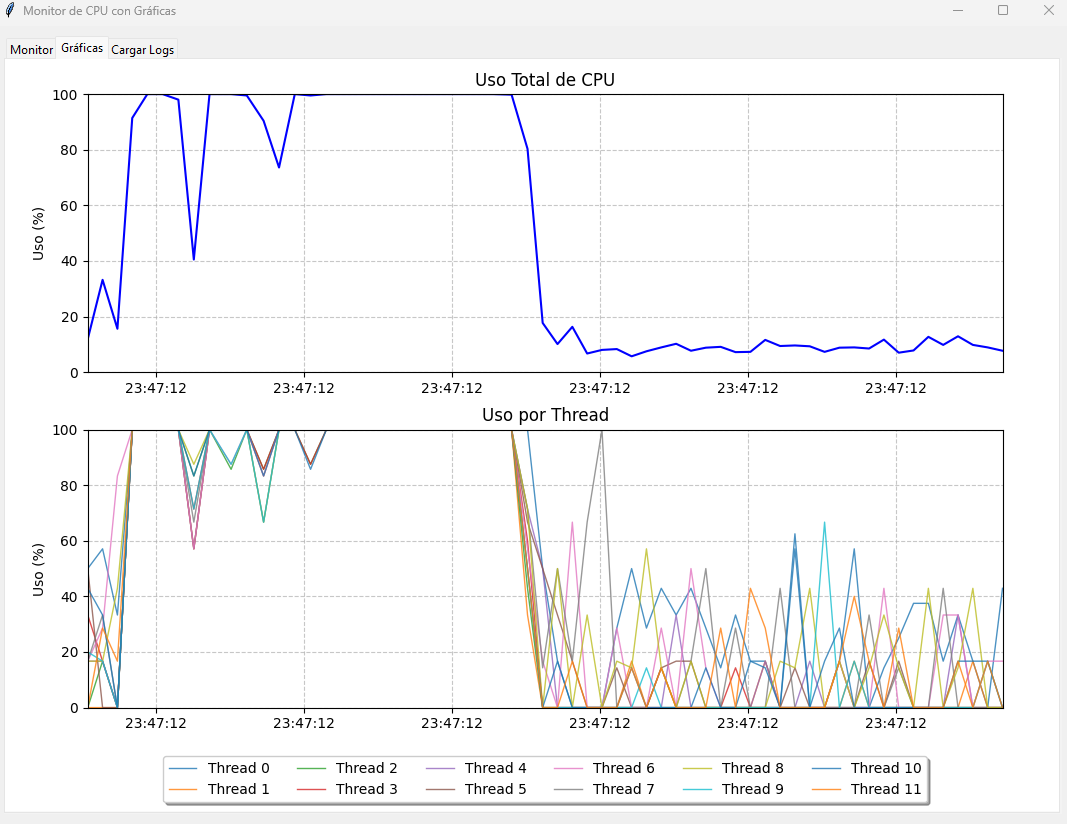 Monitor de CPU con Gráficas
Monitor Gráficas Cargar Logs
Uso Total de CPU
Uso (%)
100
80
60
40
20
0
23:47:12 23:47:12 23:47:12 23:47:12 23:47:12 23:47:12
Uso por Thread
Uso (%)
100
80
60
40
20
0
23:47:12 23:47:12 23:47:12 23:47:12 23:47:12 23:47:12
Thread 0 Thread 2 Thread 4 Thread 6 Thread 8 Thread 10
Thread 1 Thread 3 Thread 5 Thread 7 Thread 9 Thread 11